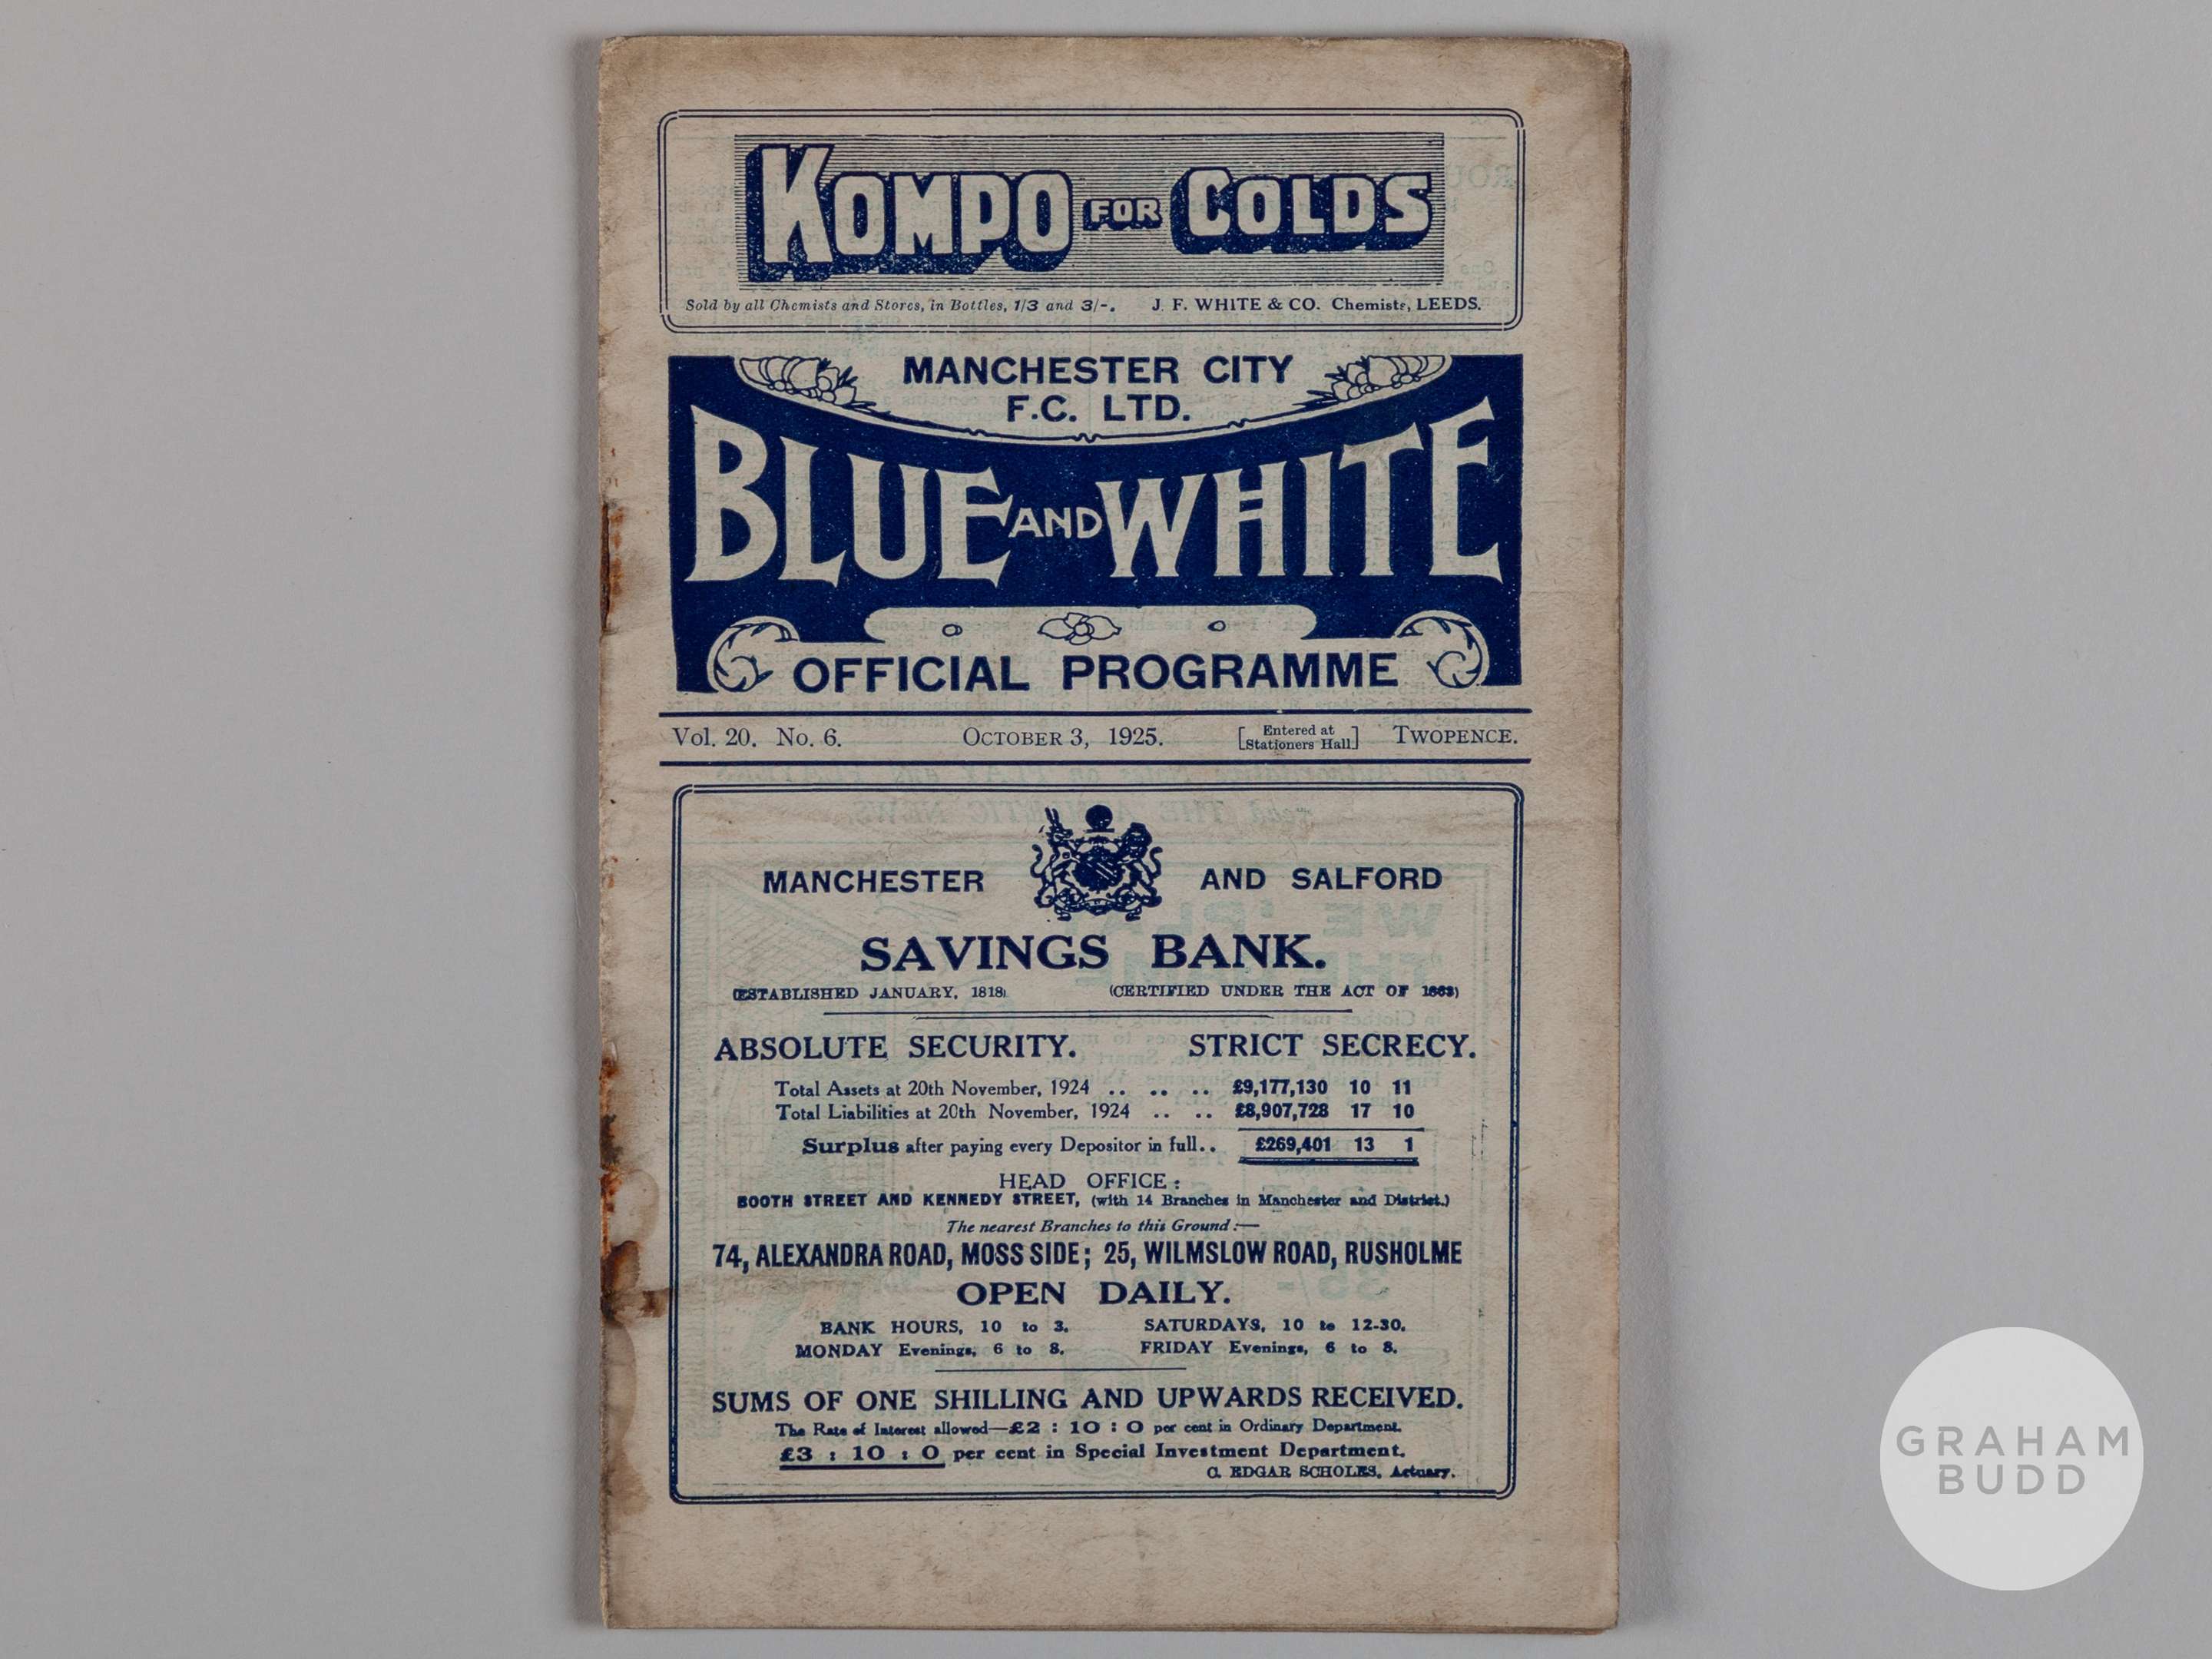 KOMPO FOR COLDS
Sold by all Chemists and Stores, in Bottles, 1/3 and 3/-. J. F. WHITE & CO. Chemists, LEEDS.
MANCHESTER CITY
F.C. LTD.
BLUE AND WHITE
OFFICIAL PROGRAMME
Vol. 20. No. 6. OCTOBER 3, 1925. [Entered at Stationers Hall] TWOPENCE.
MANCHESTER AND SALFORD
SAVINGS BANK.
(ESTABLISHED JANUARY, 1818) (CERTIFIED UNDER THE ACT OF 1863)
ABSOLUTE SECURITY. STRICT SECRECY.
Total Assets at 20th November, 1924 .. .. .. £9,177,130 10 11
Total Liabilities at 20th November, 1924 .. .. £8,907,728 17 10
Surplus after paying every Depositor in full.. £269,401 13 1
HEAD OFFICE:
BOOTH STREET AND KENNEDY STREET, (with 14 Branches in Manchester and District.)
The nearest Branches to this Ground:—
74, ALEXANDRA ROAD, MOSS SIDE; 25, WILMSLOW ROAD, RUSHOLME
OPEN DAILY.
BANK HOURS, 10 to 3. SATURDAYS, 10 to 12-30.
MONDAY Evenings, 6 to 8. FRIDAY Evenings, 6 to 8.
SUMS OF ONE SHILLING AND UPWARDS RECEIVED.
The Rate of Interest allowed—£2 : 10 : 0 per cent in Ordinary Department.
£3 : 10 : 0 per cent in Special Investment Department.
C. EDGAR SCHOLES, Actuary.
GRAHAM
BUDD